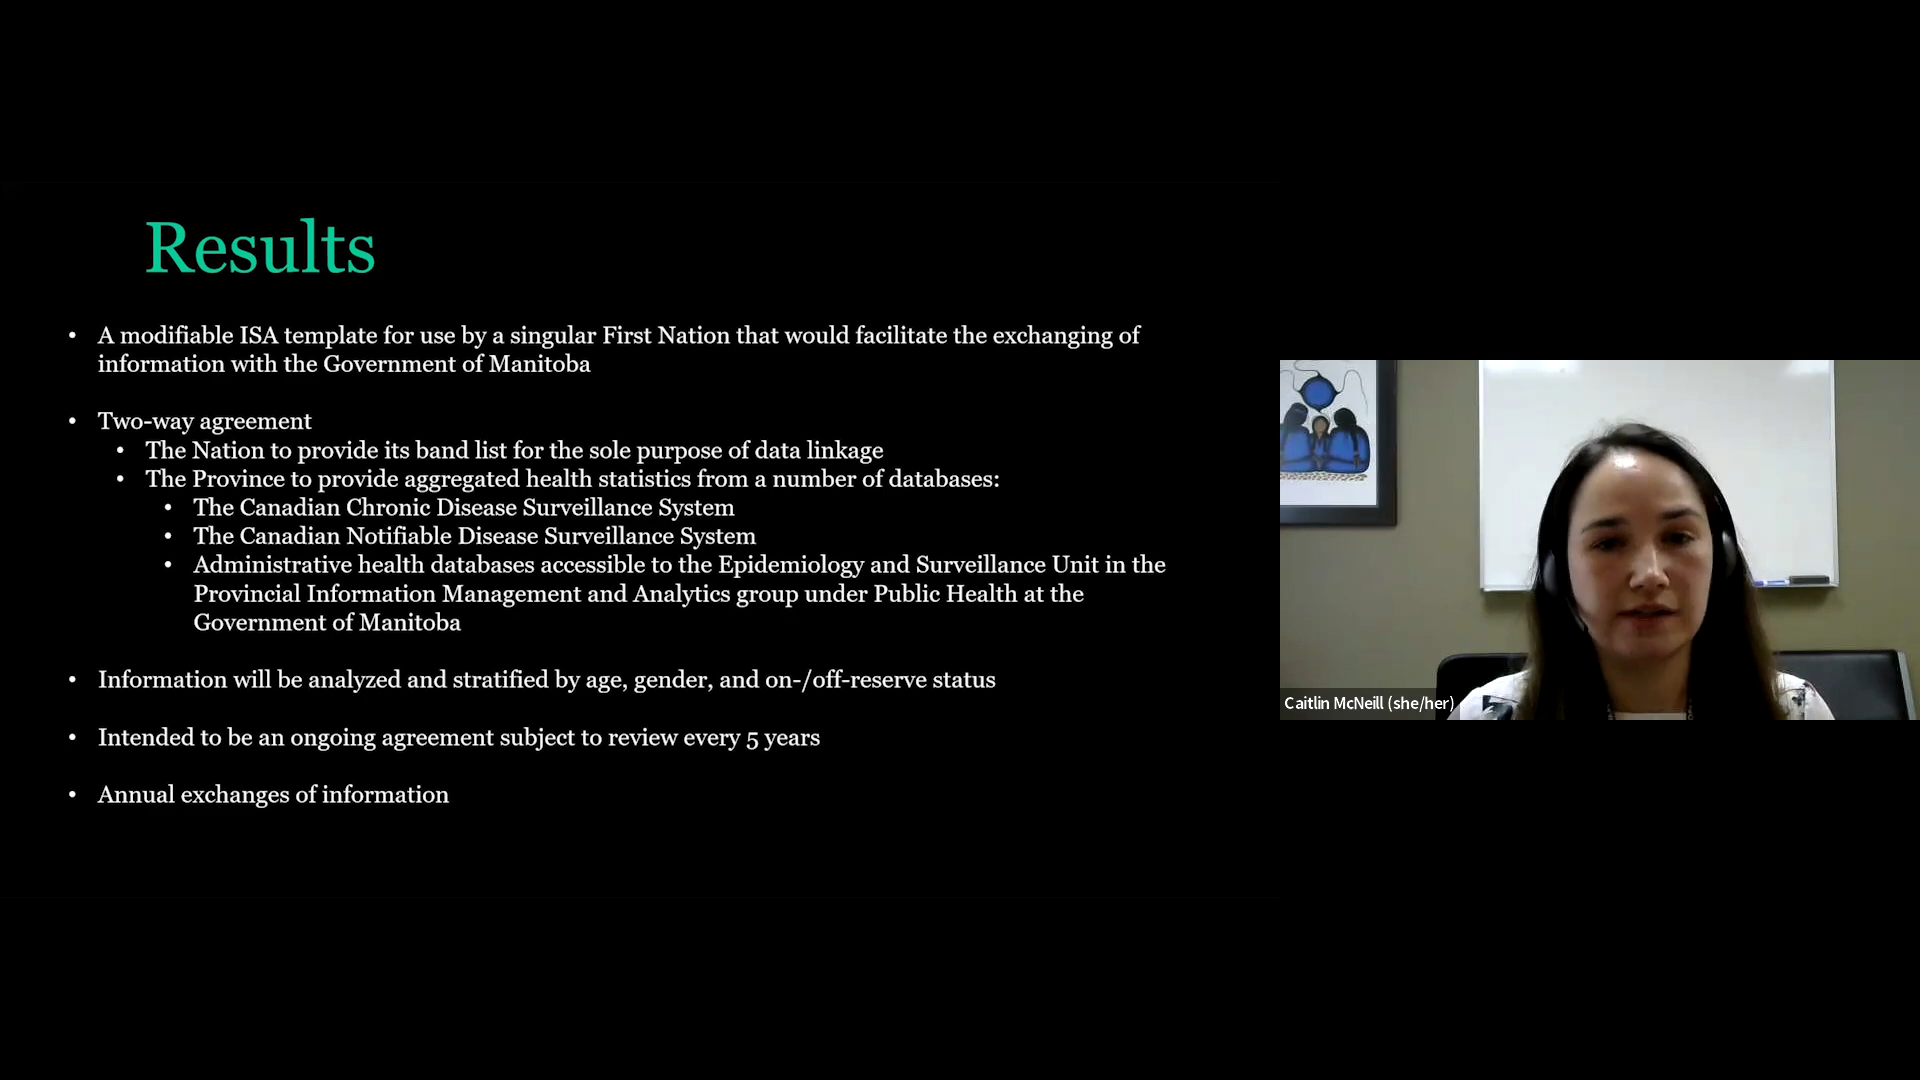 Results
• A modifiable ISA template for use by a singular First Nation that would facilitate the exchanging of
information with the Government of Manitoba
• Two-way agreement
• The Nation to provide its band list for the sole purpose of data linkage
• The Province to provide aggregated health statistics from a number of databases:
• The Canadian Chronic Disease Surveillance System
• The Canadian Notifiable Disease Surveillance System
• Administrative health databases accessible to the Epidemiology and Surveillance Unit in the
Provincial Information Management and Analytics group under Public Health at the
Government of Manitoba
• Information will be analyzed and stratified by age, gender, and on-/off-reserve status
• Intended to be an ongoing agreement subject to review every 5 years
• Annual exchanges of information
Caitlin McNeill (she/her)